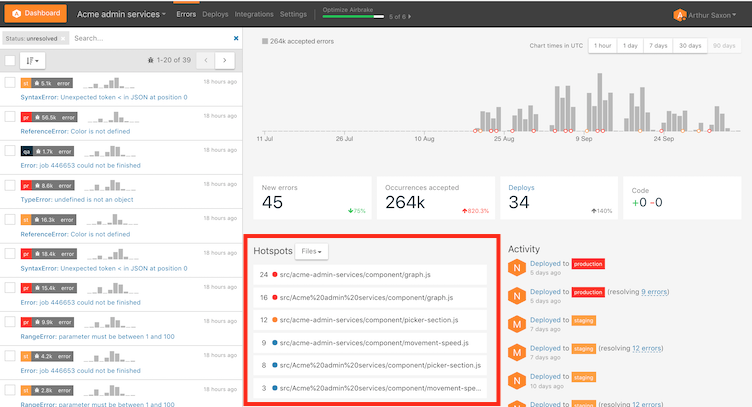 Dashboard
Acme admin services
Errors Deploys Integrations Settings
Optimize Airbrake
5 of 6
Arthur Saxon
Status: unresolved
Search...
×
1-20 of 39
st 5.1k error
18 hours ago
SyntaxError: Unexpected token < in JSON at position 0
pr 56.5k error
18 hours ago
ReferenceError: Color is not defined
qa 1.7k error
18 hours ago
Error: job 446653 could not be finished
pr 8.6k error
18 hours ago
TypeError: undefined is not an object
st 16.3k error
18 hours ago
ReferenceError: Color is not defined
pr 18.4k error
18 hours ago
SyntaxError: Unexpected token < in JSON at position 0
pr 15.4k error
18 hours ago
Error: job 446653 could not be finished
pr 9.9k error
18 hours ago
RangeError: parameter must be between 1 and 100
st 4.2k error
18 hours ago
Error: job 446653 could not be finished
st 2.8k error
18 hours ago
RangeError: parameter must be between 1 and 100
264k accepted errors
Chart times in UTC
1 hour 1 day 7 days 30 days 90 days
11 Jul 26 Jul 10 Aug 25 Aug 9 Sep 24 Sep
New errors
45
75%
Occurrences accepted
264k
820.3%
Deploys
34
140%
Code
+0 -0
Hotspots
Files
24 src/acme-admin-services/component/graph.js
16 src/Acme%20admin%20services/component/graph.js
12 src/acme-admin-services/component/picker-section.js
9 src/acme-admin-services/component/movement-speed.js
8 src/Acme%20admin%20services/component/picker-section.js
3 src/Acme%20admin%20services/component/movement-spe...
Activity
N
Deployed to production
5 days ago
N
Deployed to production (resolving 9 errors)
5 days ago
M
Deployed to staging
7 days ago
M
Deployed to staging (resolving 12 errors)
7 days ago
N
Deployed to staging
10 days ago
Deployed to staging (resolving 12 errors)